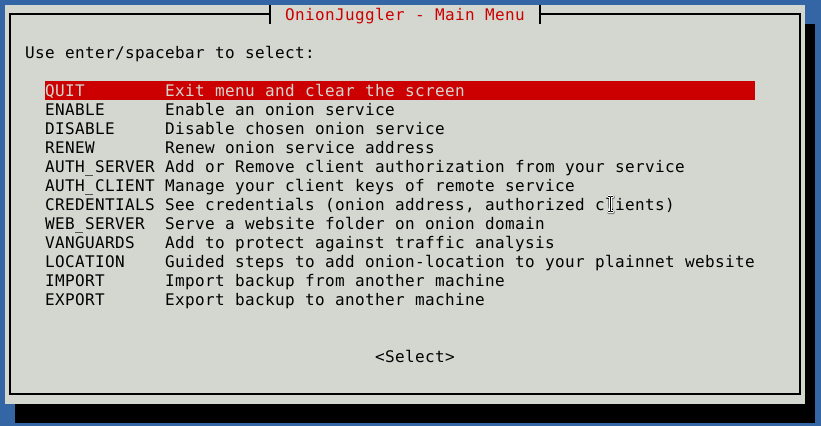 OnionJuggler - Main Menu
Use enter/spacebar to select:
QUIT Exit menu and clear the screen
ENABLE Enable an onion service
DISABLE Disable chosen onion service
RENEW Renew onion service address
AUTH_SERVER Add or Remove client authorization from your service
AUTH_CLIENT Manage your client keys of remote service
CREDENTIALS See credentials (onion address, authorized clients)
WEB_SERVER Serve a website folder on onion domain
VANGUARDS Add to protect against traffic analysis
LOCATION Guided steps to add onion-location to your plainnet website
IMPORT Import backup from another machine
EXPORT Export backup to another machine
<Select>